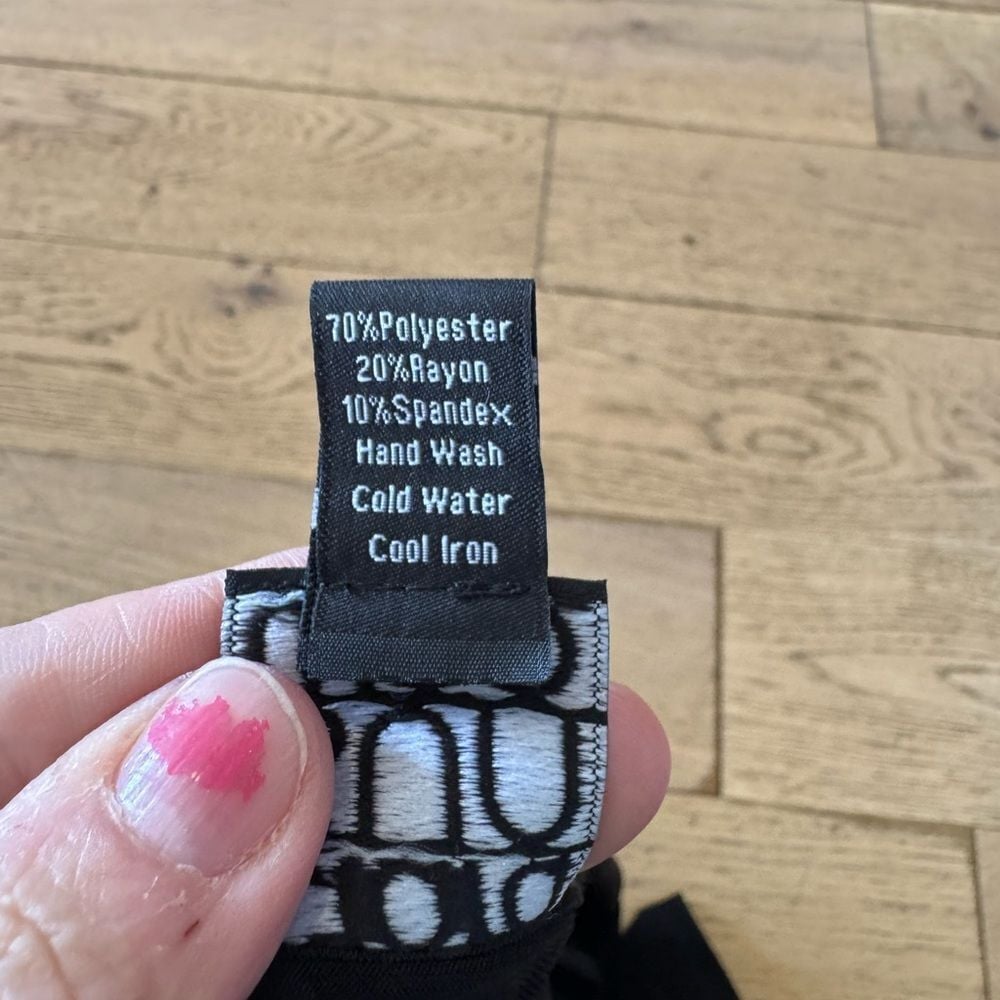 70%Polyester
20%Rayon
10%Spandex
Hand Wash
Cold Water
Cool Iron